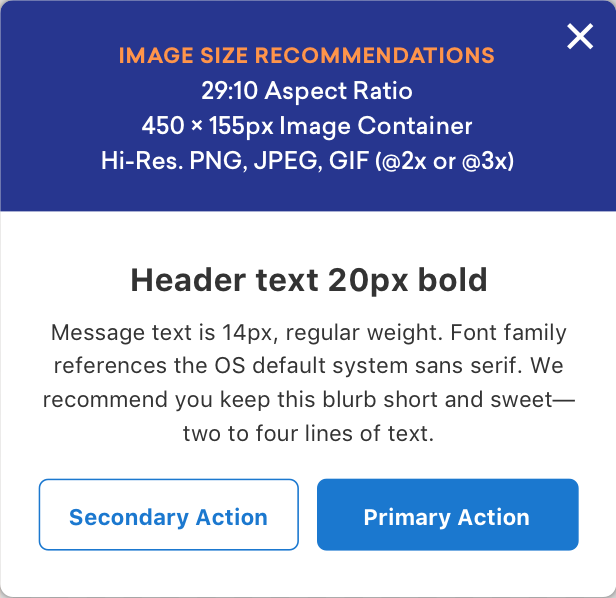 IMAGE SIZE RECOMMENDATIONS
29:10 Aspect Ratio
450 × 155px Image Container
Hi-Res. PNG, JPEG, GIF (@2x or @3x)
Header text 20px bold
Message text is 14px, regular weight. Font family
references the OS default system sans serif. We
recommend you keep this blurb short and sweet—
two to four lines of text.
Secondary Action
Primary Action